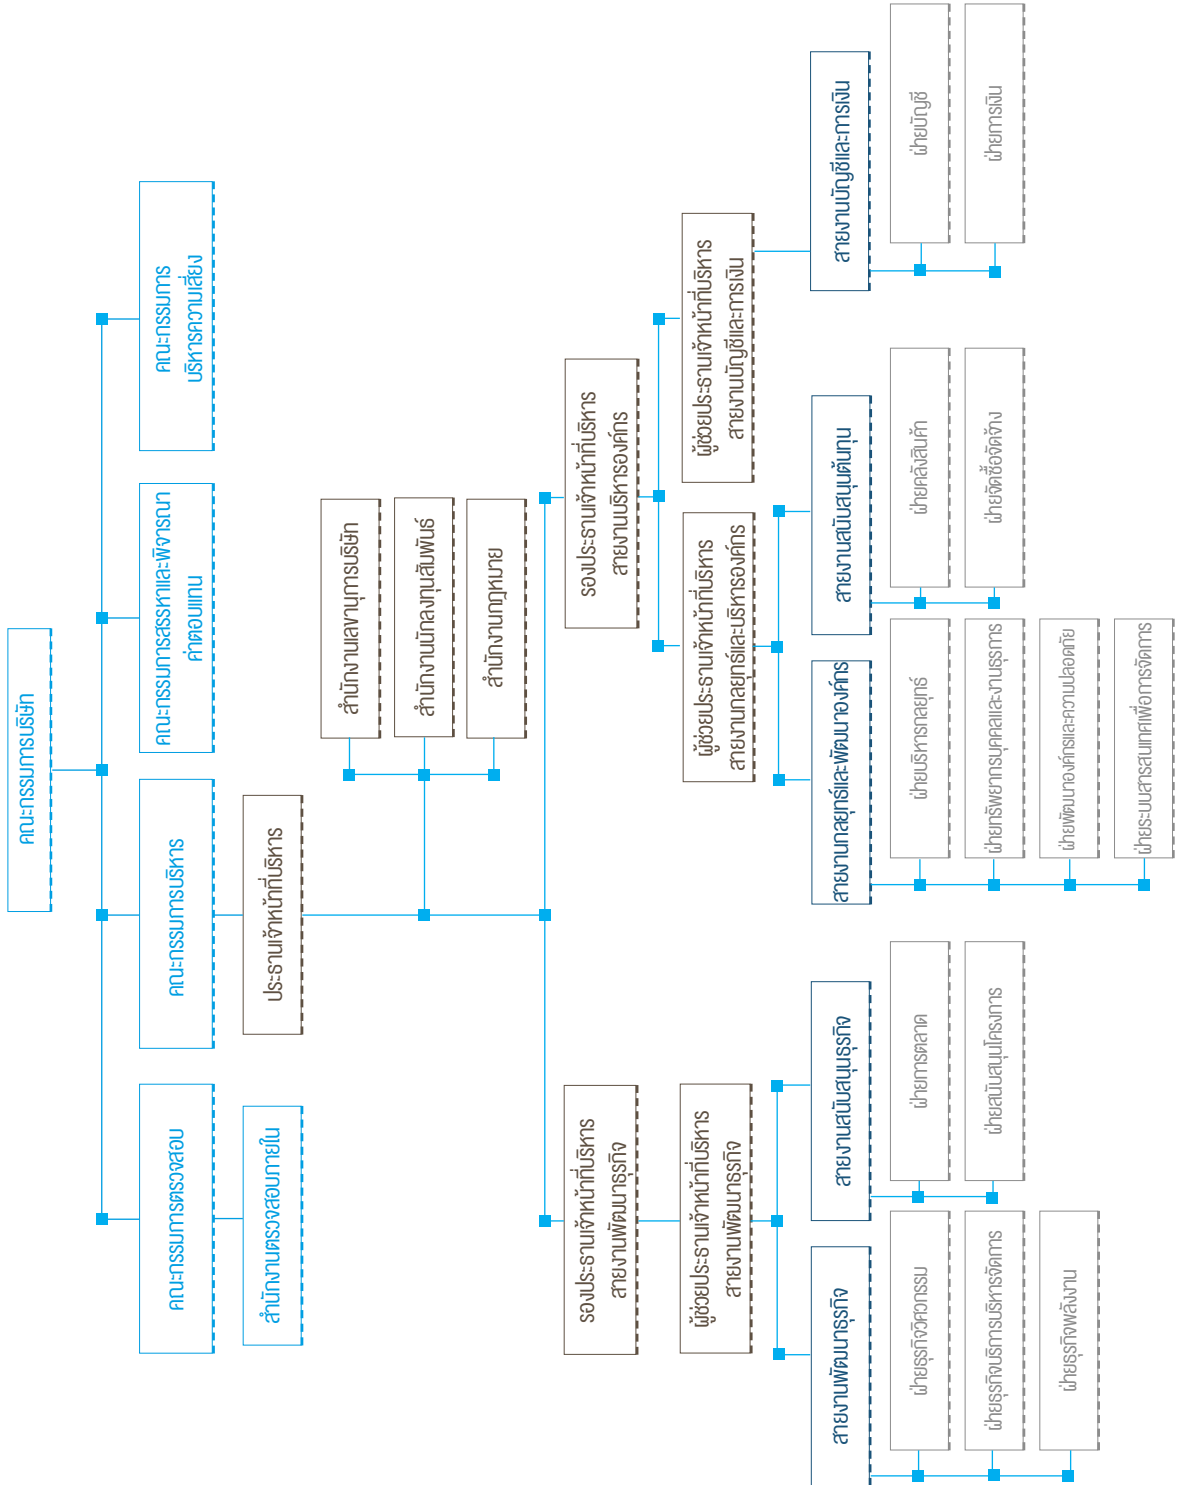 คณะกรรมการบริษัท
คณะกรรมการตรวจสอบ
คณะกรรมการบริหาร
คณะกรรมการสรรหาและพิจารณา
ค่าตอบแทน
คณะกรรมการ
บริหารความเสี่ยง
สำนักงานตรวจสอบภายใน
ประธานเจ้าหน้าที่บริหาร
สำนักงานเลขานุการบริษัท
สำนักงานนักลงทุนสัมพันธ์
สำนักงานกฎหมาย
รองประธานเจ้าหน้าที่บริหาร
สายงานพัฒนาธุรกิจ
รองประธานเจ้าหน้าที่บริหาร
สายงานบริหารองค์กร
ผู้ช่วยประธานเจ้าหน้าที่บริหาร
สายงานพัฒนาธุรกิจ
ผู้ช่วยประธานเจ้าหน้าที่บริหาร
สายงานกลยุทธ์และบริหารองค์กร
ผู้ช่วยประธานเจ้าหน้าที่บริหาร
สายงานบัญชีและการเงิน
สายงานพัฒนาธุรกิจ
สายงานสนับสนุนธุรกิจ
สายงานกลยุทธ์และพัฒนาองค์กร
สายงานสนับสนุนต้นทุน
สายงานบัญชีและการเงิน
ฝ่ายธุรกิจวิศวกรรม
ฝ่ายธุรกิจบริการบริหารจัดการ
ฝ่ายธุรกิจพลังงาน
ฝ่ายการตลาด
ฝ่ายสนับสนุนโครงการ
ฝ่ายบริหารกลยุทธ์
ฝ่ายทรัพยากรบุคคลและงานธุรการ
ฝ่ายพัฒนาองค์กรและความปลอดภัย
ฝ่ายระบบสารสนเทศเพื่อการจัดการ
ฝ่ายคลังสินค้า
ฝ่ายจัดซื้อจัดจ้าง
ฝ่ายบัญชี
ฝ่ายการเงิน